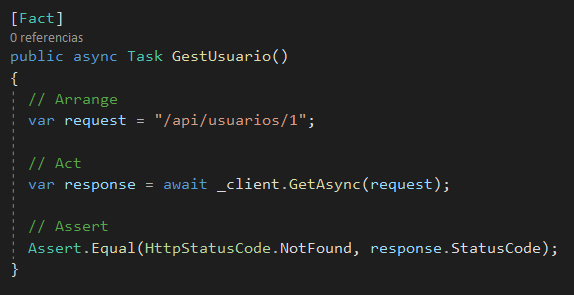 [Fact]
0 referencias
public async Task GestUsuario()
{
// Arrange
var request = "/api/usuarios/1";
// Act
var response = await _client.GetAsync(request);
// Assert
Assert.Equal(HttpStatusCode.NotFound, response.StatusCode);
}